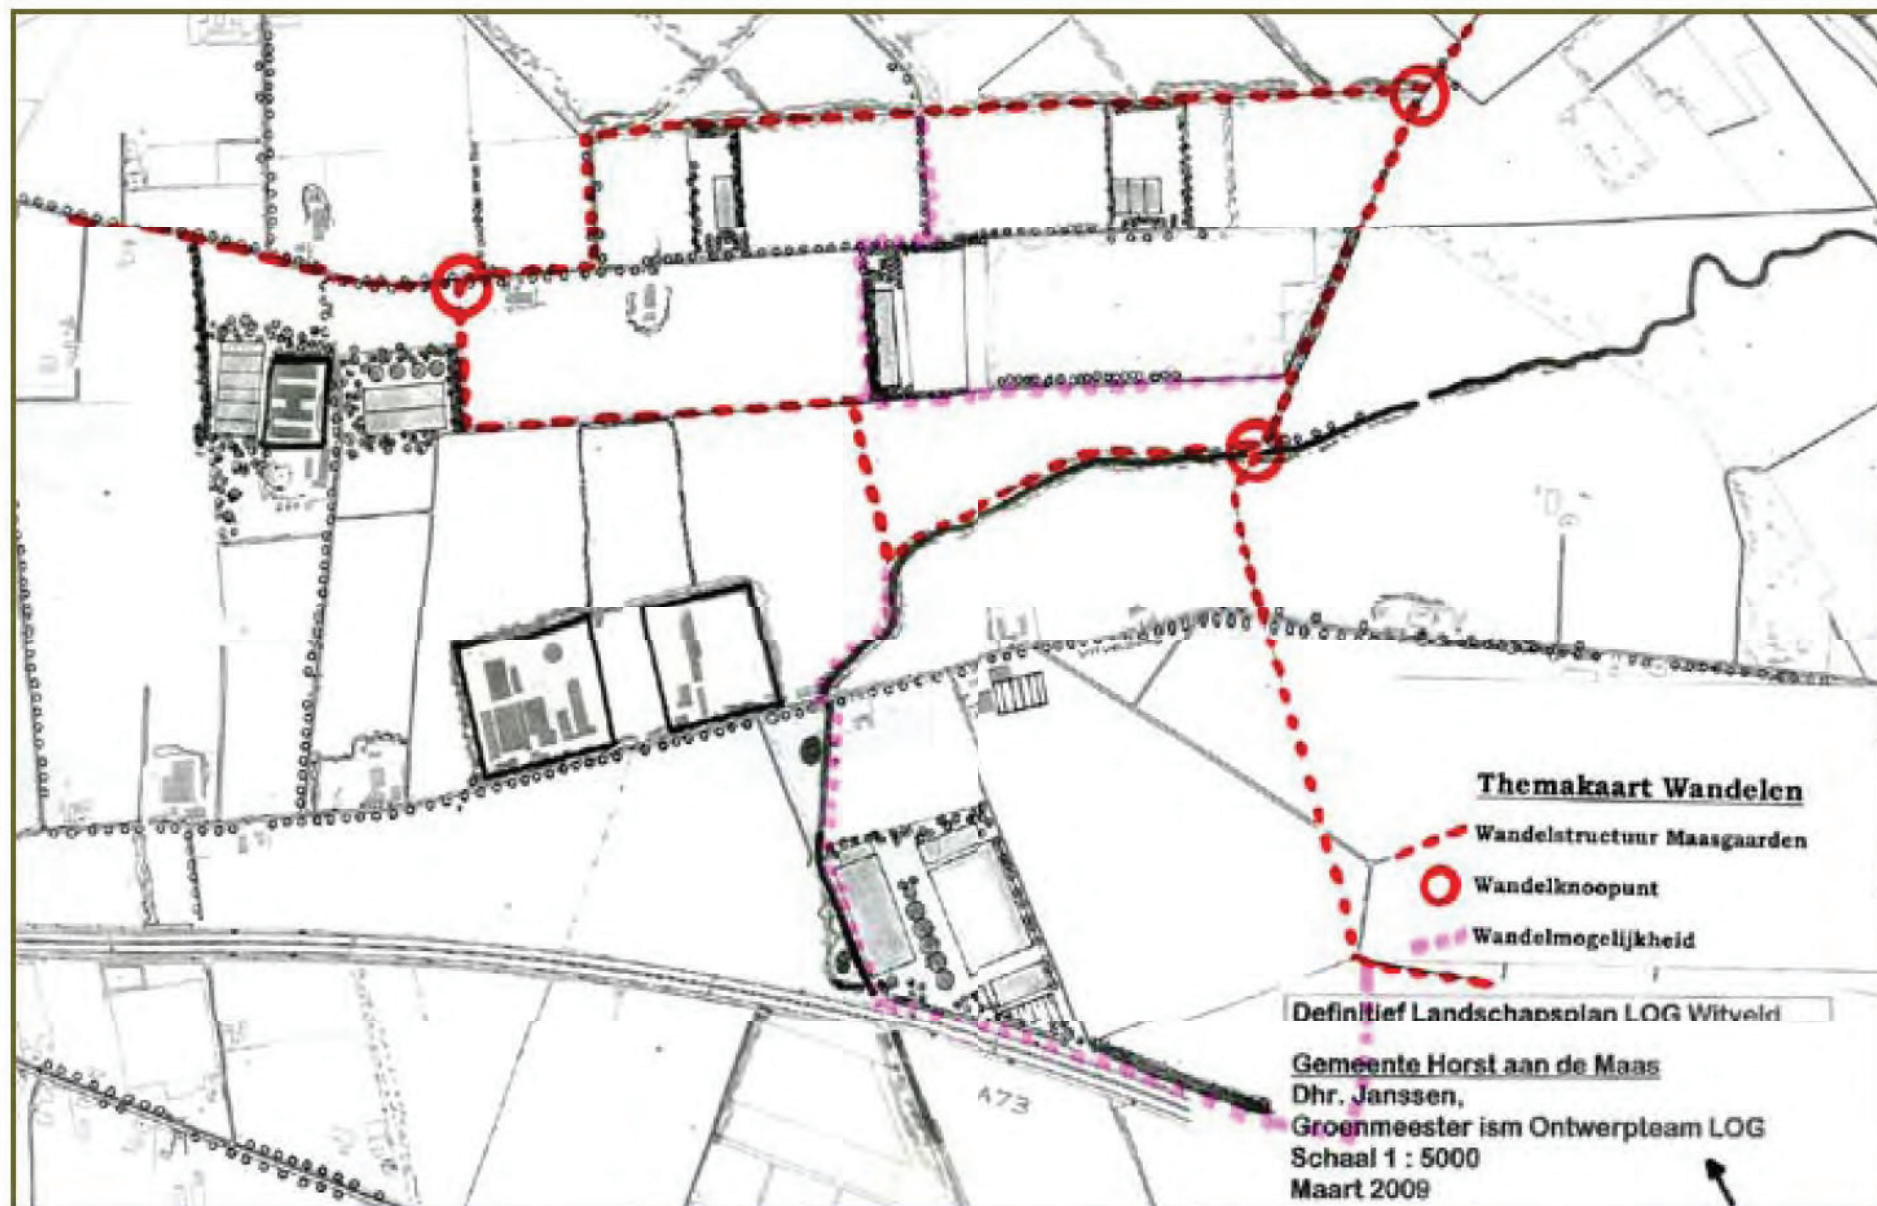 Themakaart Wandelen
Wandelstructuur Maasgaarden
Wandelknoopunt
Wandelmogelijkheid
Definitief Landschapsplan LOG Witveld
Gemeente Horst aan de Maas
Dhr. Janssen,
Groenmeester ism Ontwerpteam LOG
Schaal 1 : 5000
Maart 2009
A73